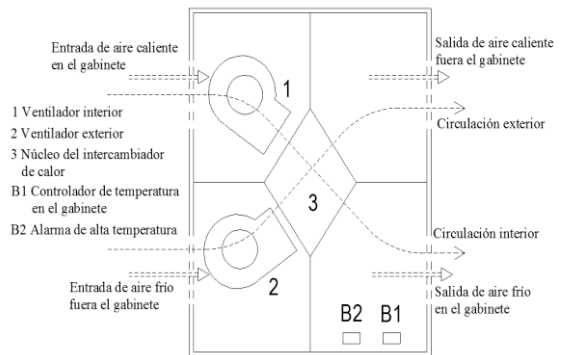 Entrada de aire caliente
en el gabinete
1 Ventilador interior
2 Ventilador exterior
3 Núcleo del intercambiador
de calor
B1 Controlador de temperatura
en el gabinete
B2 Alarma de alta temperatura
Entrada de aire frío
fuera el gabinete
1
3
2
B2 B1
Salida de aire caliente
fuera el gabinete
Circulación exterior
Circulación interior
Salida de aire frío
en el gabinete